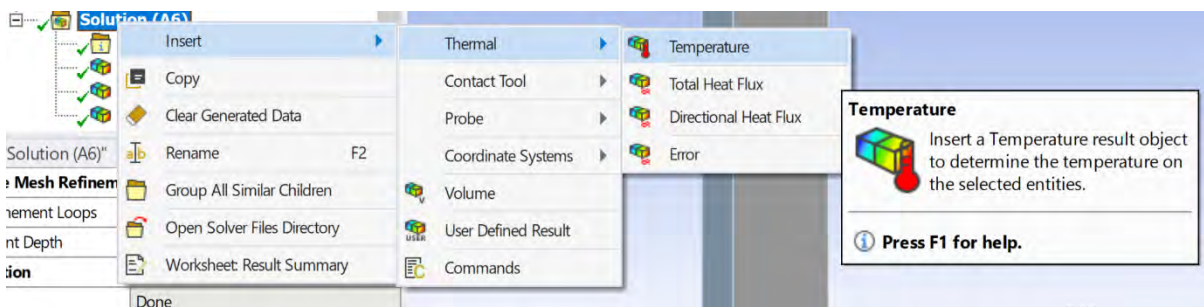 Solution (A6)
Insert
Copy
Clear Generated Data
Rename F2
Group All Similar Children
Open Solver Files Directory
Worksheet: Result Summary
Thermal
Contact Tool
Probe
Coordinate Systems
Volume
User Defined Result
Commands
Temperature
Total Heat Flux
Directional Heat Flux
Error
Temperature
Insert a Temperature result object
to determine the temperature on
the selected entities.
Press F1 for help.
Solution (A6)"
e Mesh Refinem
nement Loops
nt Depth
tion
Done